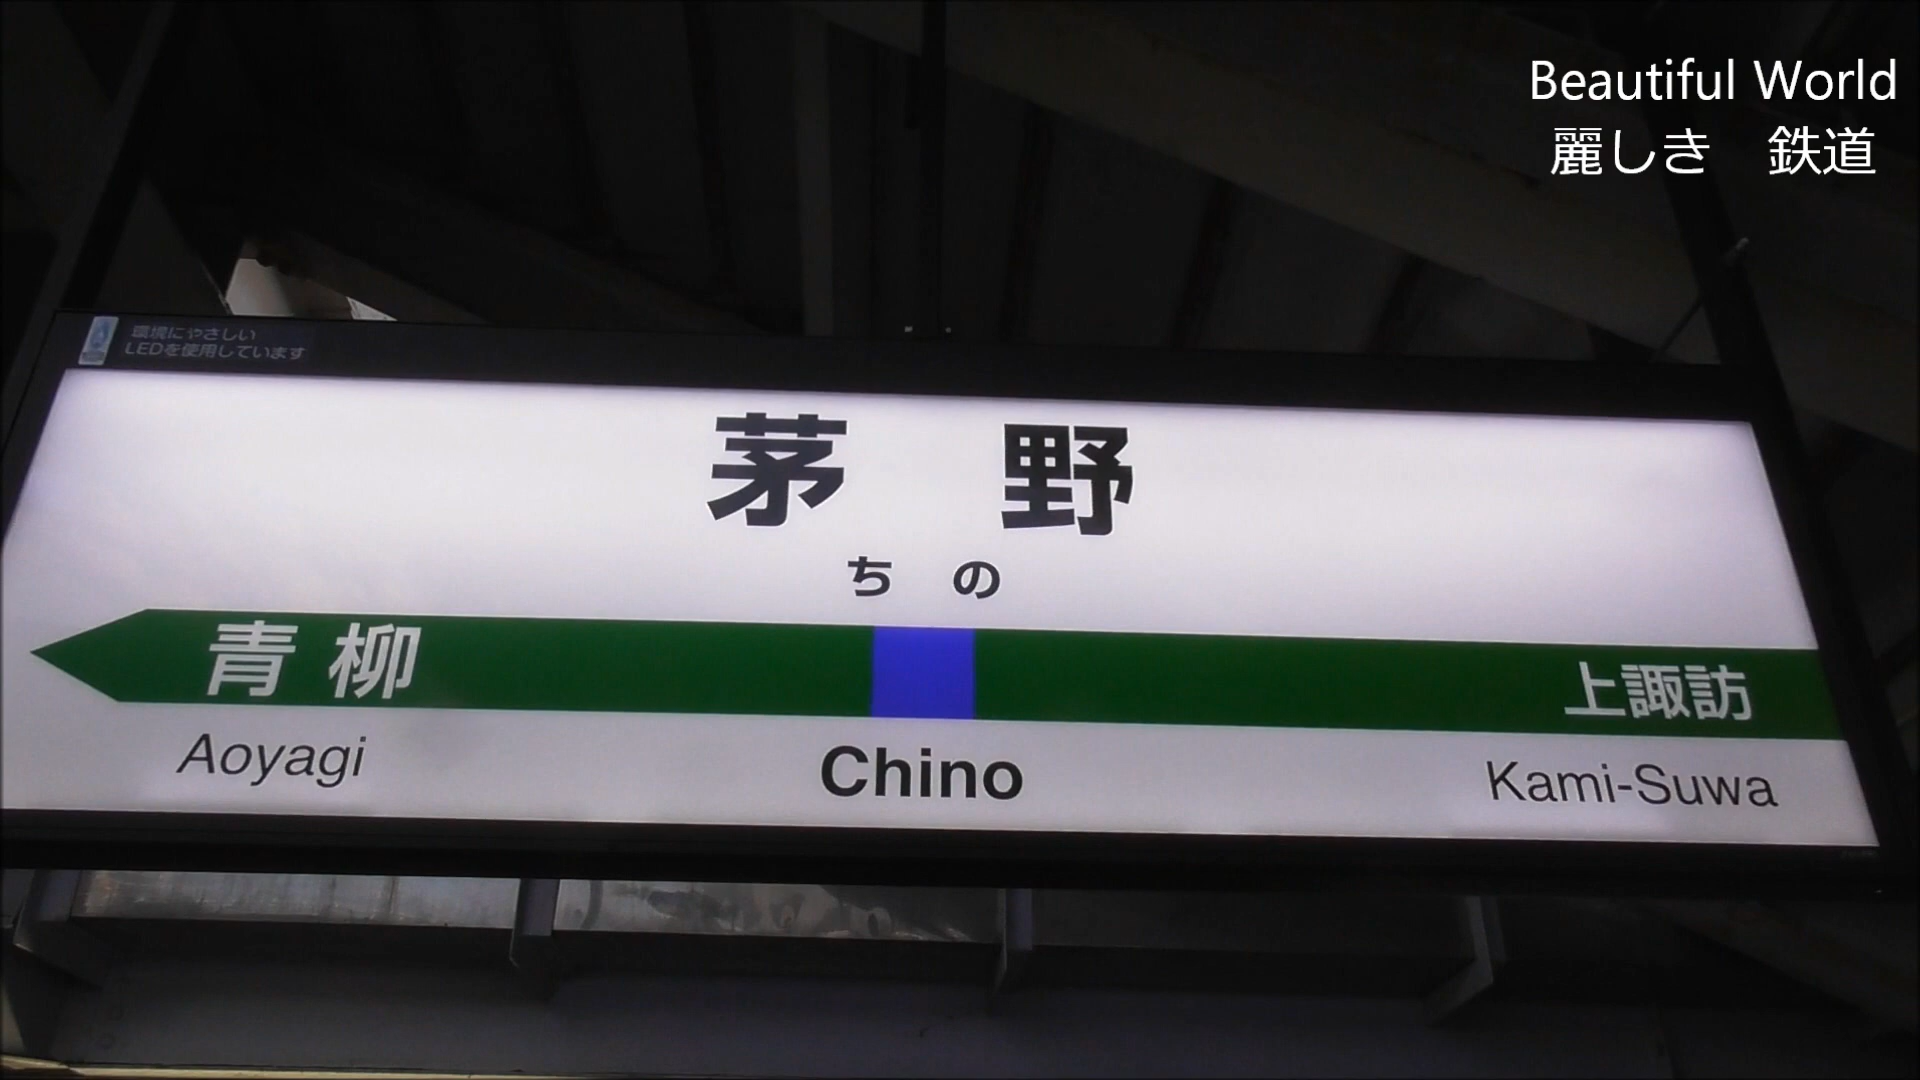 Beautiful World
麗しき　鉄道
環境にやさしい
LEDを使用しています
茅野
ちの
青柳
上諏訪
Aoyagi
Chino
Kami-Suwa